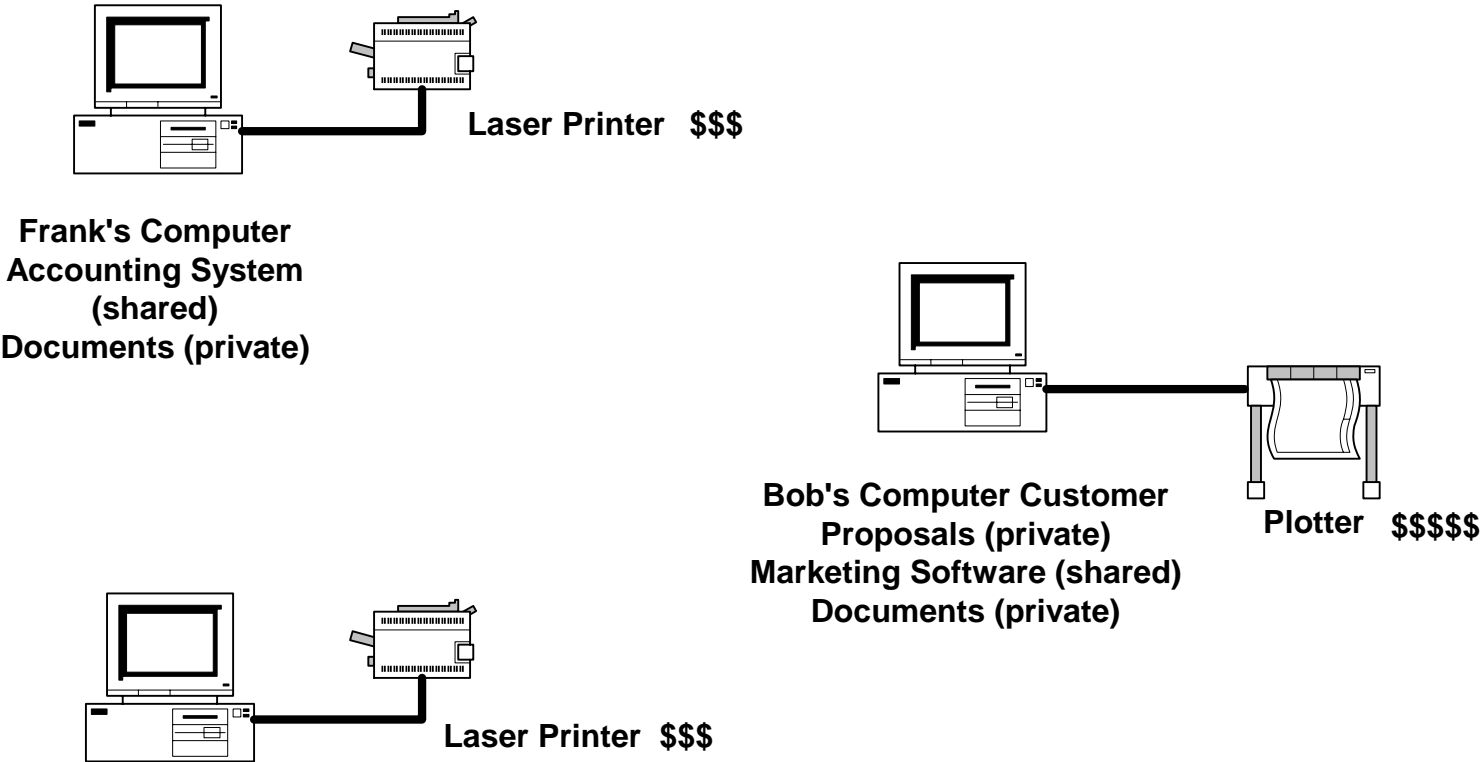 Laser Printer $$$
Frank's Computer
Accounting System
(shared)
Documents (private)
Bob's Computer Customer
Proposals (private)
Marketing Software (shared)
Documents (private)
Plotter $$$$$
Laser Printer $$$